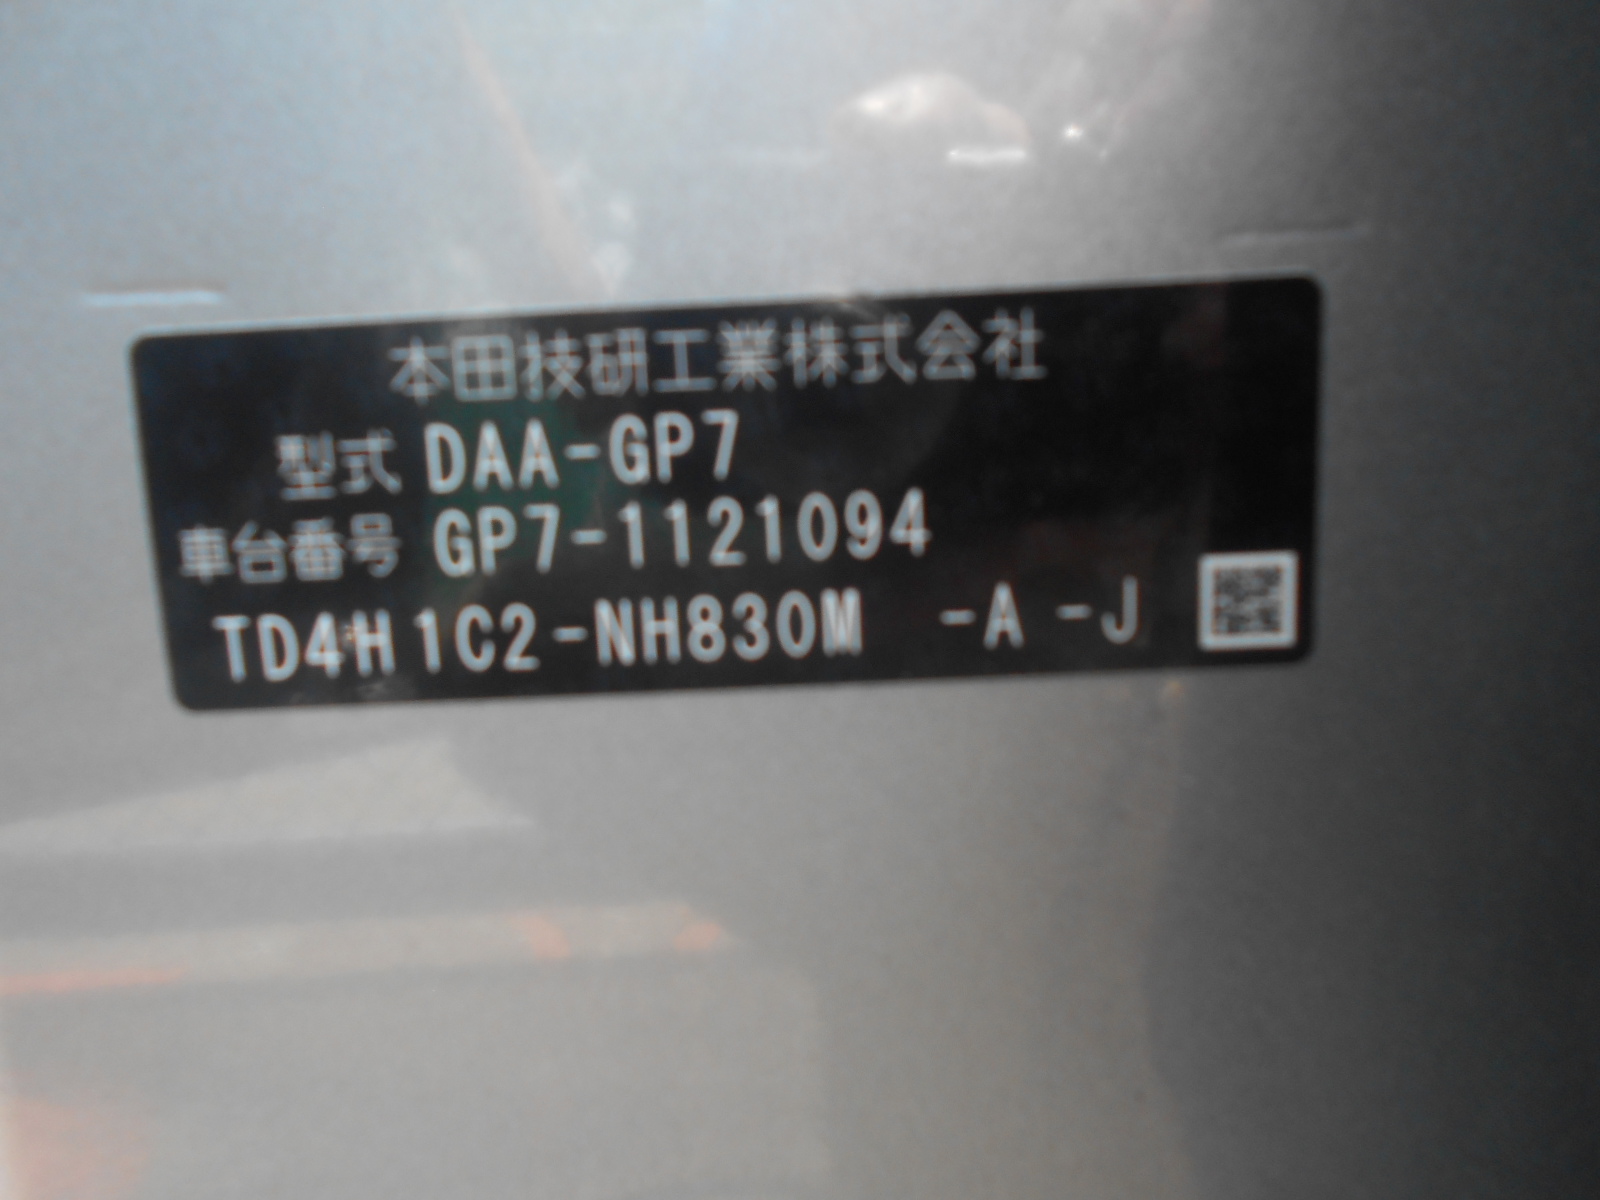 本田技研工業株式会社
型式 DAA-GP7
車台番号 GP7-1121094
TD4H1C2-NH830M -A -J